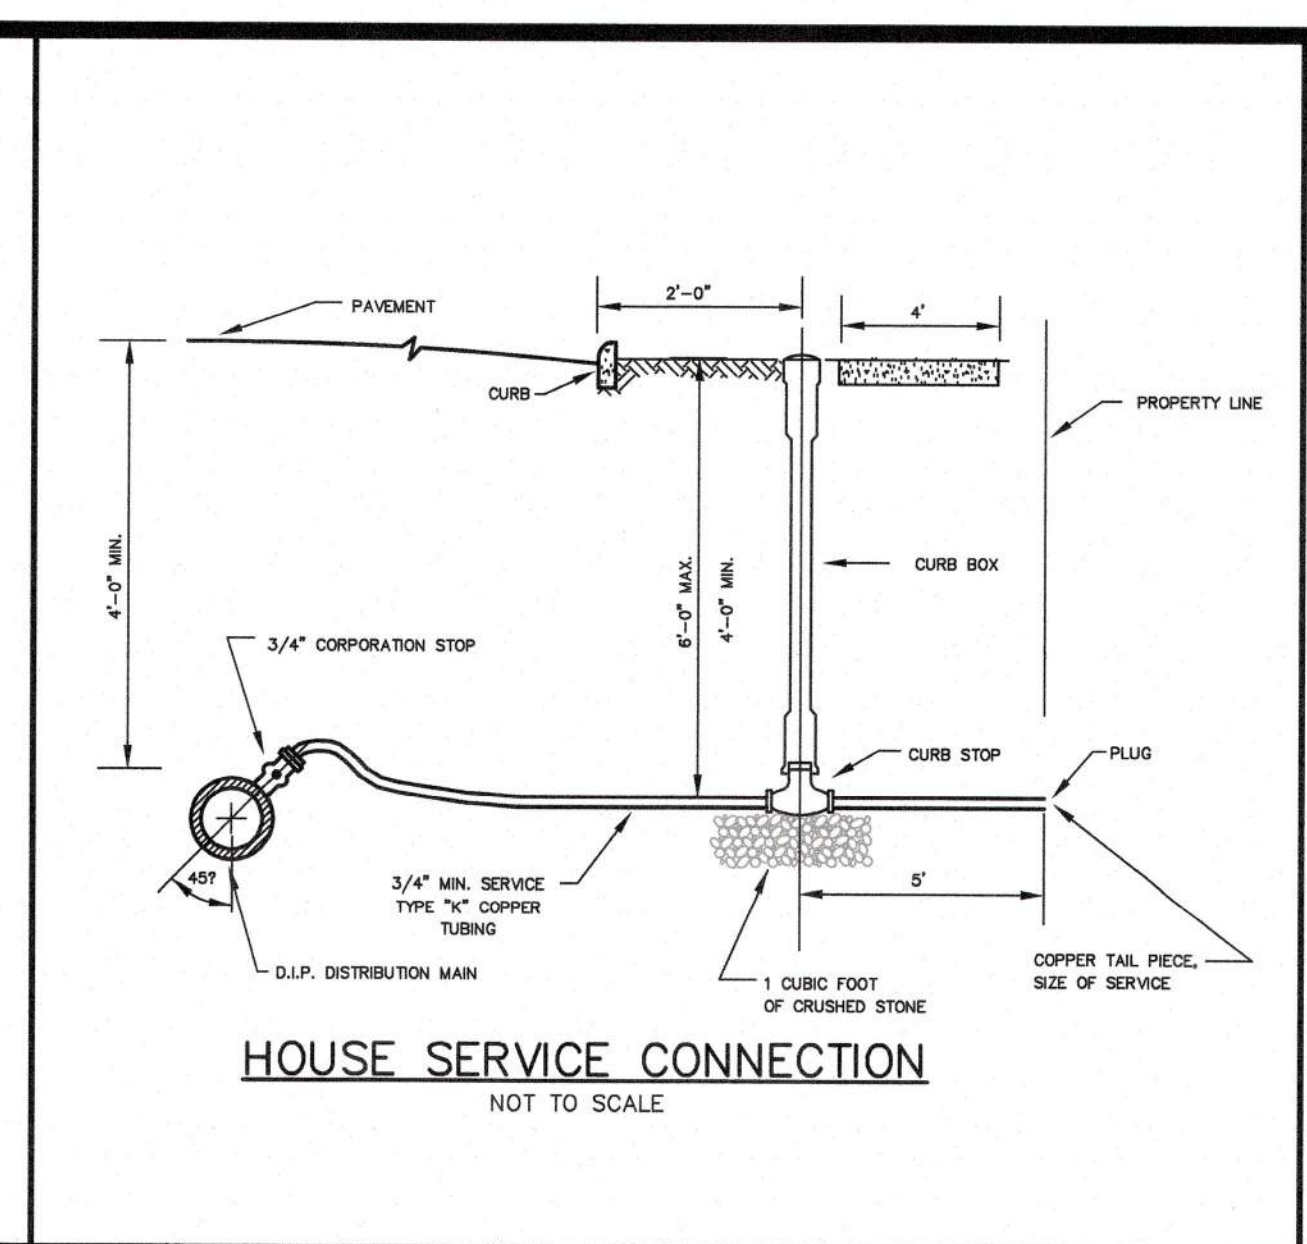 2'-0"
4'
PAVEMENT
CURB
PROPERTY LINE
4'-0" MIN.
6'-0" MAX.
4'-0" MIN.
CURB BOX
3/4" CORPORATION STOP
CURB STOP
PLUG
45?
3/4" MIN. SERVICE
TYPE "K" COPPER
TUBING
5'
D.I.P. DISTRIBUTION MAIN
1 CUBIC FOOT
OF CRUSHED STONE
COPPER TAIL PIECE,
SIZE OF SERVICE
HOUSE SERVICE CONNECTION
NOT TO SCALE